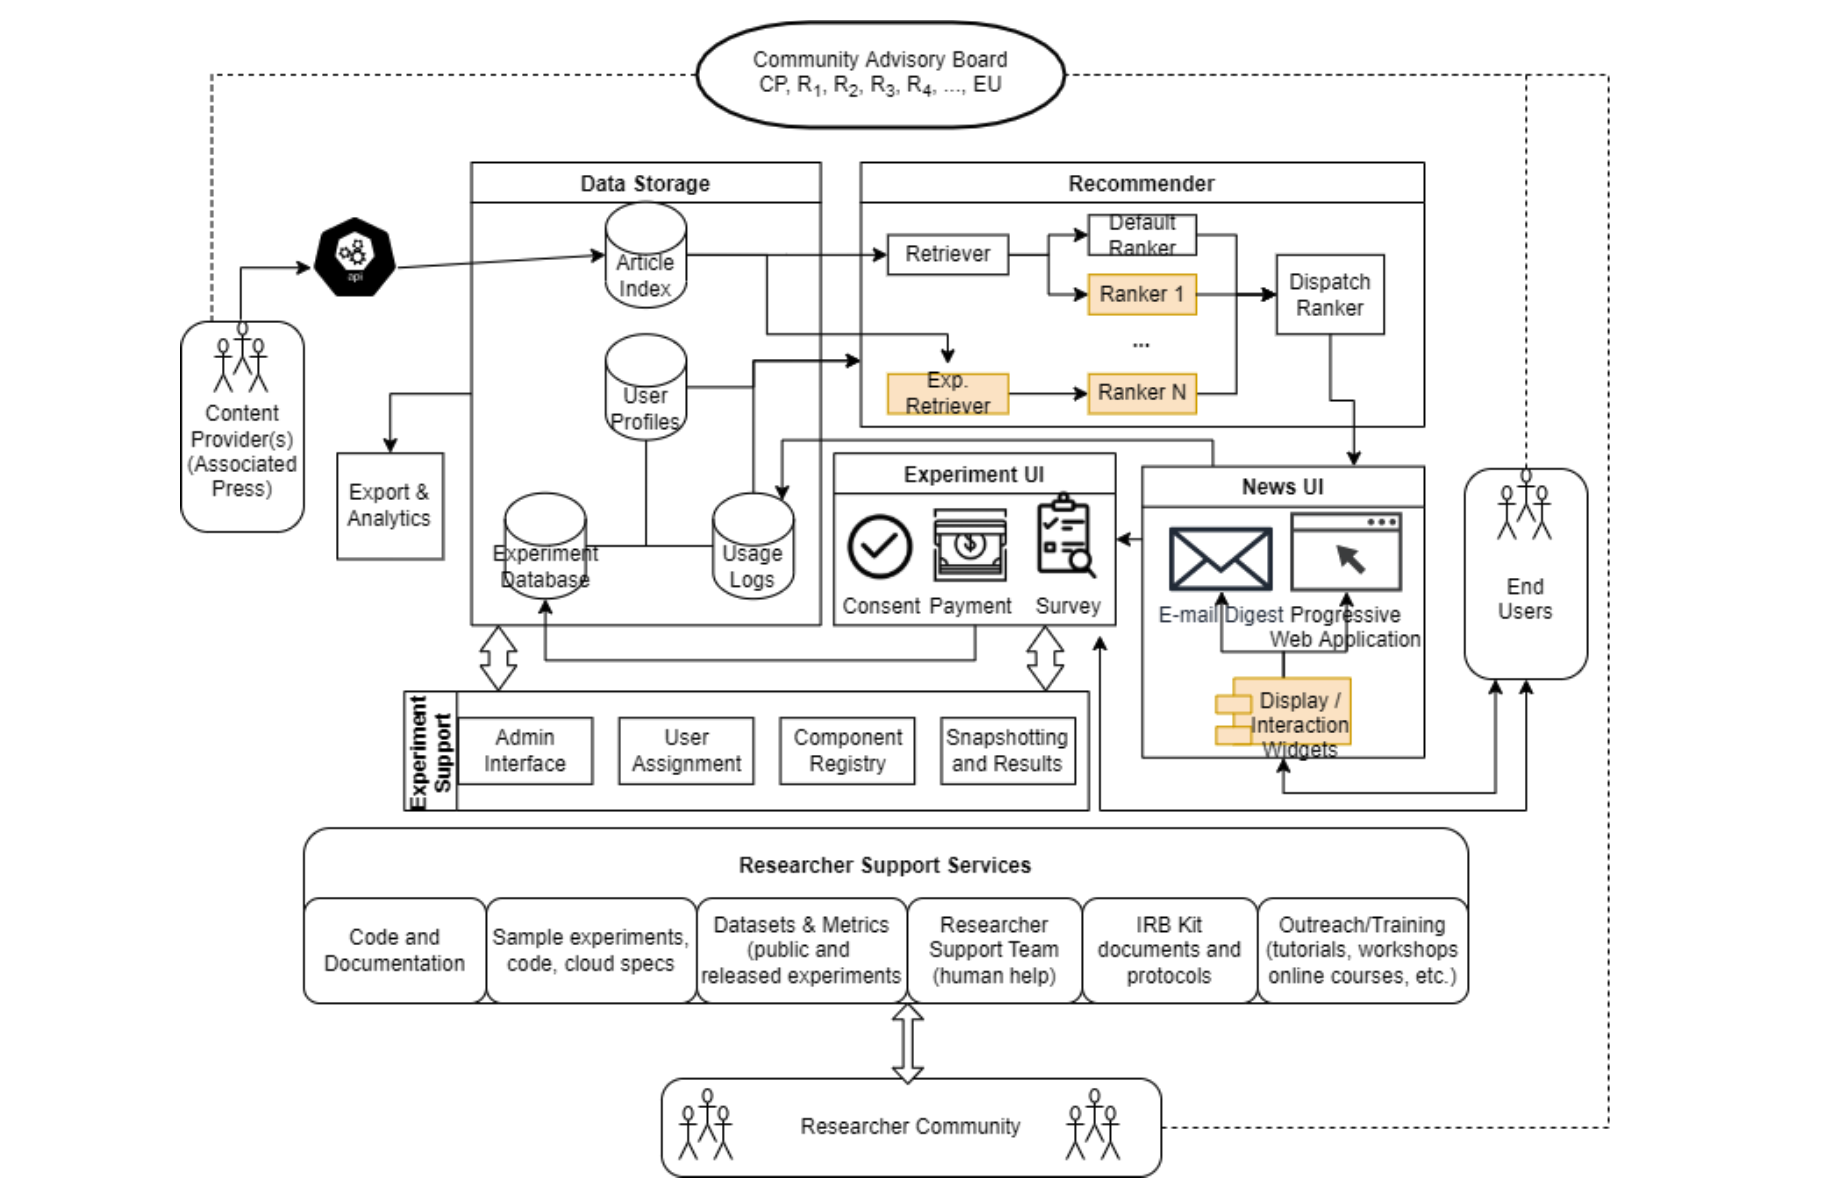 Community Advisory Board
CP, R1, R2, R3, R4, ..., EU
Data Storage
Recommender
Default
Ranker
Retriever
Article
Index
api
Ranker 1
Dispatch
Ranker
...
Exp.
Retriever
Ranker N
User
Profiles
Content
Provider(s)
(Associated
Press)
Export &
Analytics
Experiment UI
News UI
Experiment
Database
Usage
Logs
Consent
Payment
Survey
E-mail Digest
Progressive
Web Application
End
Users
Display /
Interaction
Widgets
Experiment
Support
Admin
Interface
User
Assignment
Component
Registry
Snapshotting
and Results
Researcher Support Services
Code and
Documentation
Sample experiments,
code, cloud specs
Datasets & Metrics
(public and
released experiments
Researcher
Support Team
(human help)
IRB Kit
documents and
protocols
Outreach/Training
(tutorials, workshops
online courses, etc.)
Researcher Community